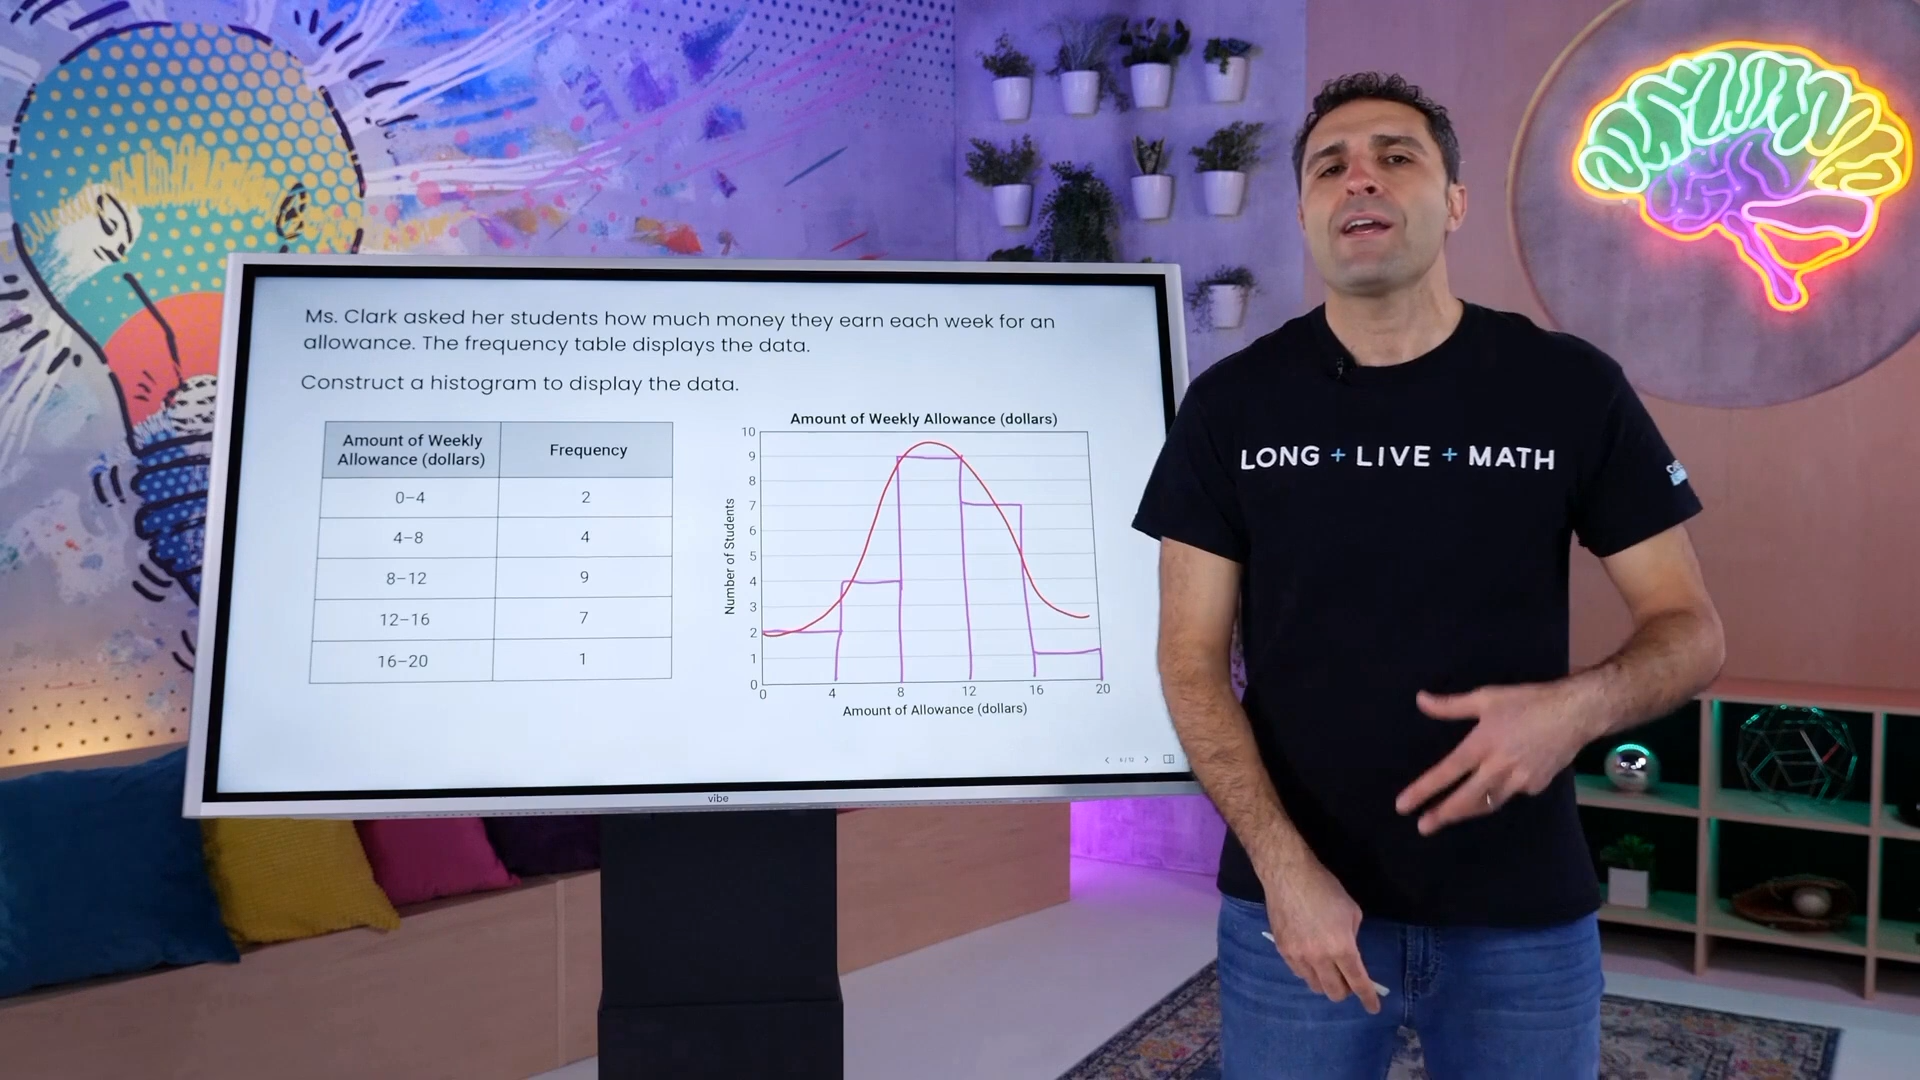 Ms. Clark asked her students how much money they earn each week for an
allowance. The frequency table displays the data.
Construct a histogram to display the data.
Amount of Weekly Allowance (dollars)
Frequency
0–4
2
4–8
4
8–12
9
12–16
7
16–20
1
Amount of Weekly Allowance (dollars)
10
9
8
7
6
5
4
3
2
1
0
Number of Students
0 4 8 12 16 20
Amount of Allowance (dollars)
vibe
LONG + LIVE + MATH